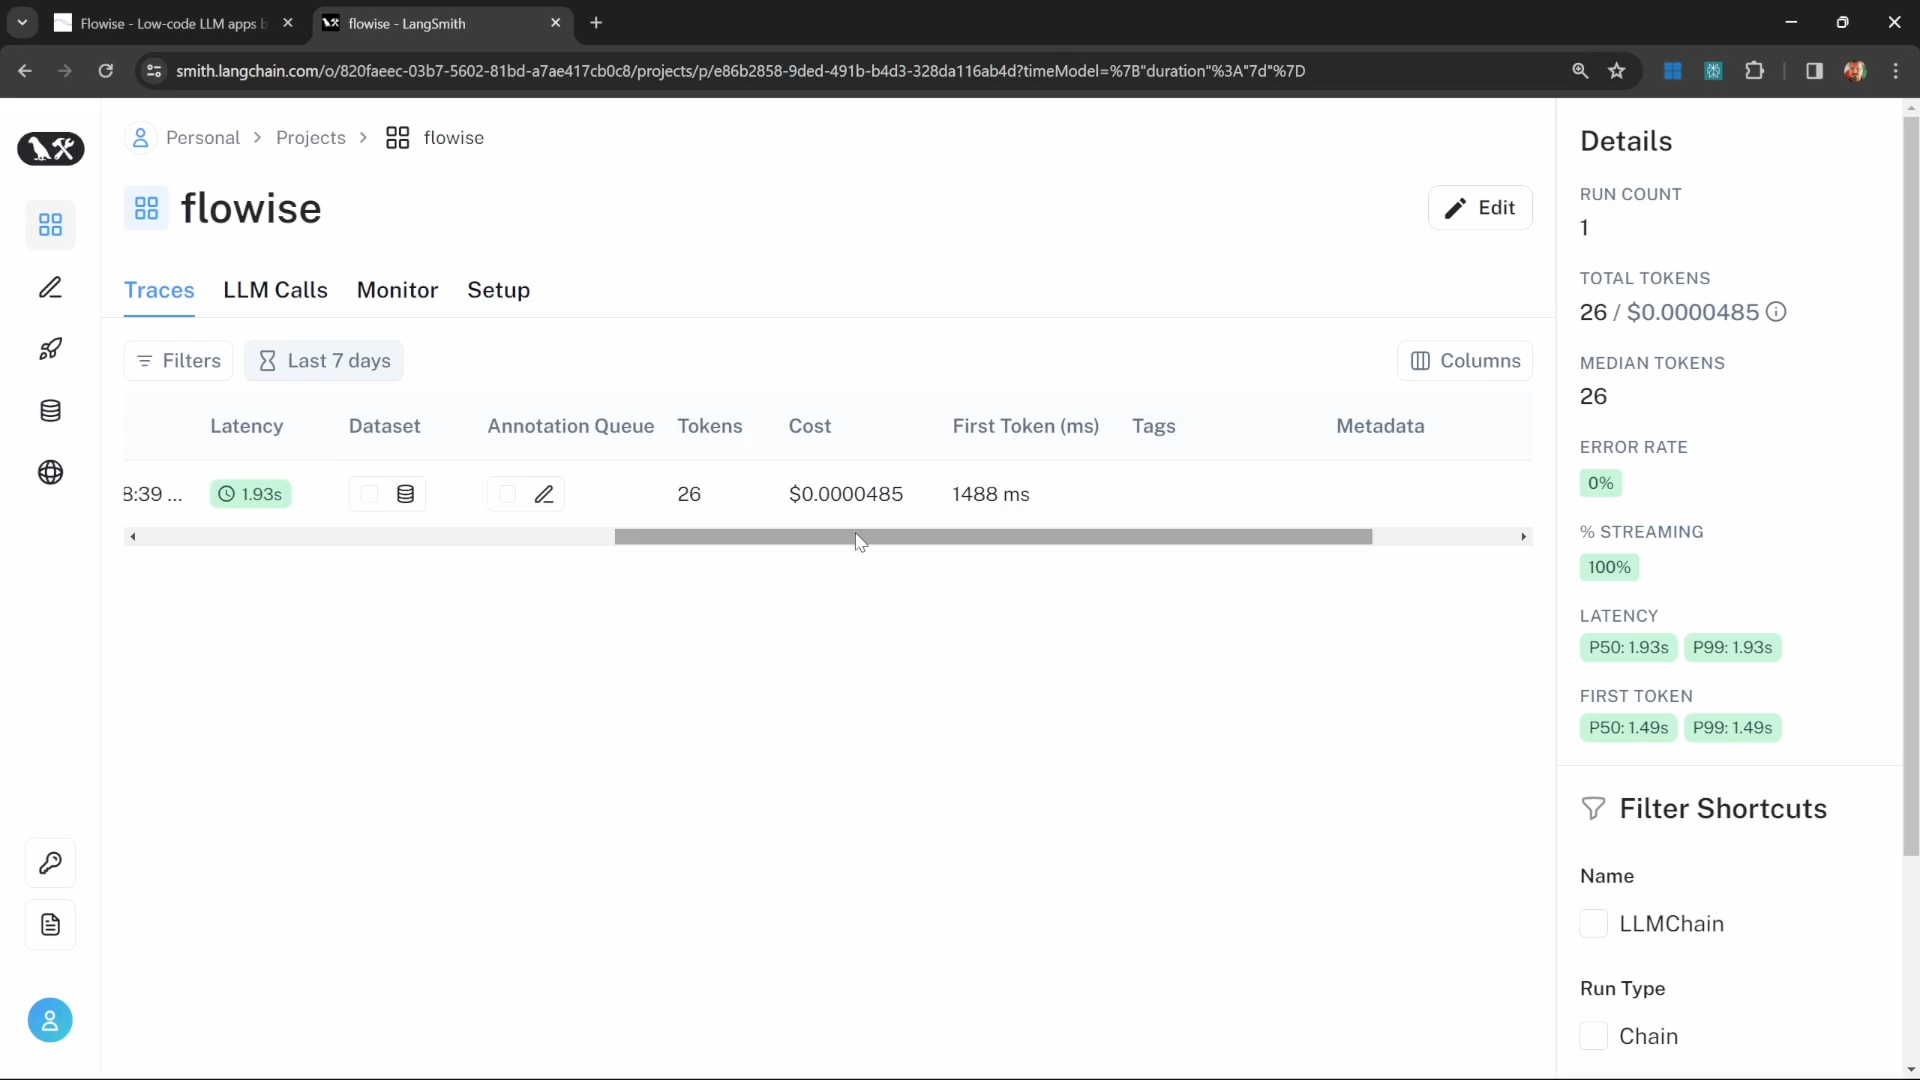 Flowise - Low-code LLM apps b
flowise - LangSmith
smith.langchain.com/o/820faeec-03b7-5602-81bd-a7ae417cb0c8/projects/p/e86b2858-9ded-491b-b4d3-328da116ab4d?timeModel=%7B"duration"%3A"7d"%7D
Personal > Projects > flowise
flowise
Edit
Traces LLM Calls Monitor Setup
Filters Last 7 days Columns
Latency Dataset Annotation Queue Tokens Cost First Token (ms) Tags Metadata
8:39 ... 1.93s 26 $0.0000485 1488 ms
Details
RUN COUNT
1
TOTAL TOKENS
26 / $0.0000485
MEDIAN TOKENS
26
ERROR RATE
0%
% STREAMING
100%
LATENCY
P50: 1.93s P99: 1.93s
FIRST TOKEN
P50: 1.49s P99: 1.49s
Filter Shortcuts
Name
LLMChain
Run Type
Chain